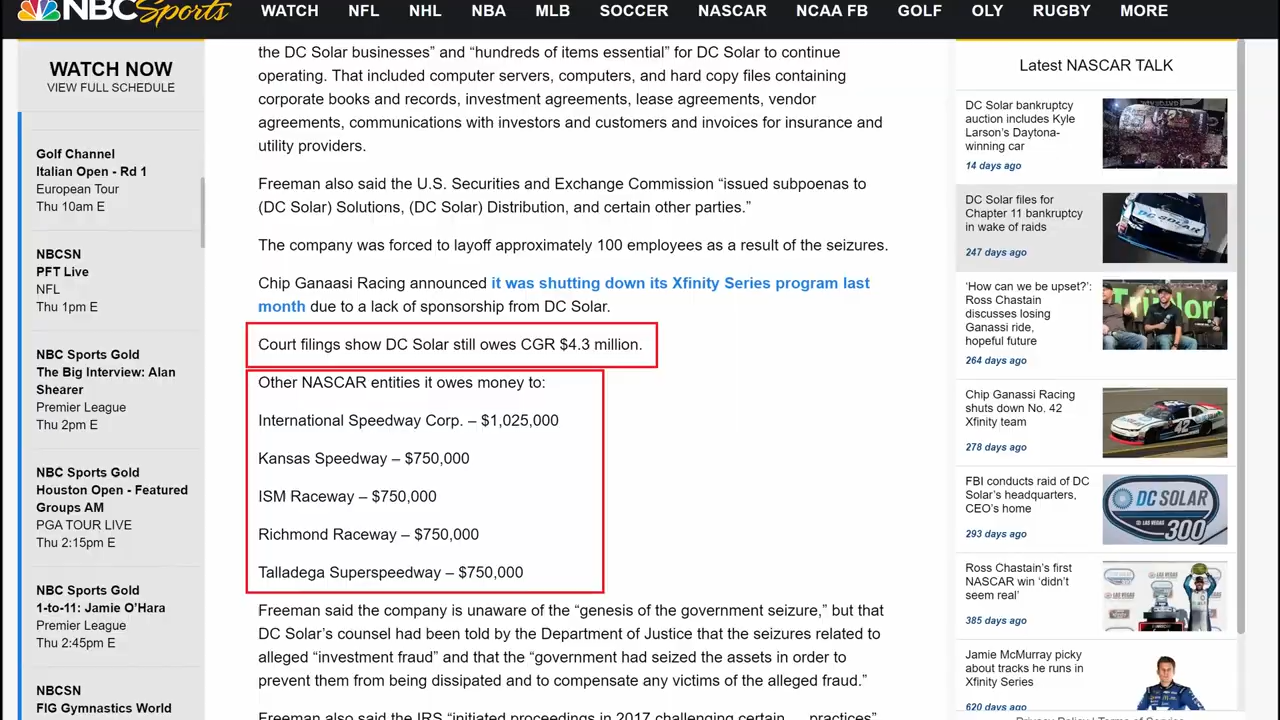 NBC Sports
WATCH NFL NHL NBA MLB SOCCER NASCAR NCAA FB GOLF OLY RUGBY MORE
WATCH NOW
VIEW FULL SCHEDULE
Golf Channel
Italian Open - Rd 1
European Tour
Thu 10am E
NBCSN
PFT Live
NFL
Thu 1pm E
NBC Sports Gold
The Big Interview: Alan
Shearer
Premier League
Thu 2pm E
NBC Sports Gold
Houston Open - Featured
Groups AM
PGA TOUR LIVE
Thu 2:15pm E
NBC Sports Gold
1-to-11: Jamie O'Hara
Premier League
Thu 2:45pm E
NBCSN
FIG Gymnastics World
the DC Solar businesses” and “hundreds of items essential” for DC Solar to continue
operating. That included computer servers, computers, and hard copy files containing
corporate books and records, investment agreements, lease agreements, vendor
agreements, communications with investors and customers and invoices for insurance and
utility providers.
Freeman also said the U.S. Securities and Exchange Commission “issued subpoenas to
(DC Solar) Solutions, (DC Solar) Distribution, and certain other parties.”
The company was forced to layoff approximately 100 employees as a result of the seizures.
Chip Ganaasi Racing announced it was shutting down its Xfinity Series program last
month due to a lack of sponsorship from DC Solar.
Court filings show DC Solar still owes CGR $4.3 million.
Other NASCAR entities it owes money to:
International Speedway Corp. – $1,025,000
Kansas Speedway – $750,000
ISM Raceway – $750,000
Richmond Raceway – $750,000
Talladega Superspeedway – $750,000
Freeman said the company is unaware of the “genesis of the government seizure,” but that
DC Solar’s counsel had been told by the Department of Justice that the seizures related to
alleged “investment fraud” and that the “government had seized the assets in order to
prevent them from being dissipated and to compensate any victims of the alleged fraud.”
Freeman also said the IRS “initiated proceedings in 2017 challenging certain … practices”
Latest NASCAR TALK
DC Solar bankruptcy
auction includes Kyle
Larson’s Daytona-
winning car
14 days ago
DC Solar files for
Chapter 11 bankruptcy
in wake of raids
247 days ago
DC SOLAR
‘How can we be upset?’:
Ross Chastain
discusses losing
Ganassi ride,
hopeful future
264 days ago
Chip Ganassi Racing
shuts down No. 42
Xfinity team
278 days ago
42
FBI conducts raid of DC
Solar’s headquarters,
CEO’s home
293 days ago
DC SOLAR
LAS VEGAS
300
Ross Chastain’s first
NASCAR win ‘didn’t
seem real’
385 days ago
Jamie McMurray picky
about tracks he runs in
Xfinity Series
620 days ago
Privacy Policy | Terms of Service